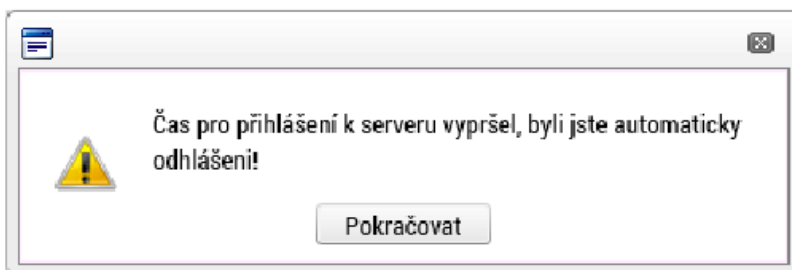 Čas pro přihlášení k serveru vypršel, byli jste automaticky
odhlášeni!
Pokračovat